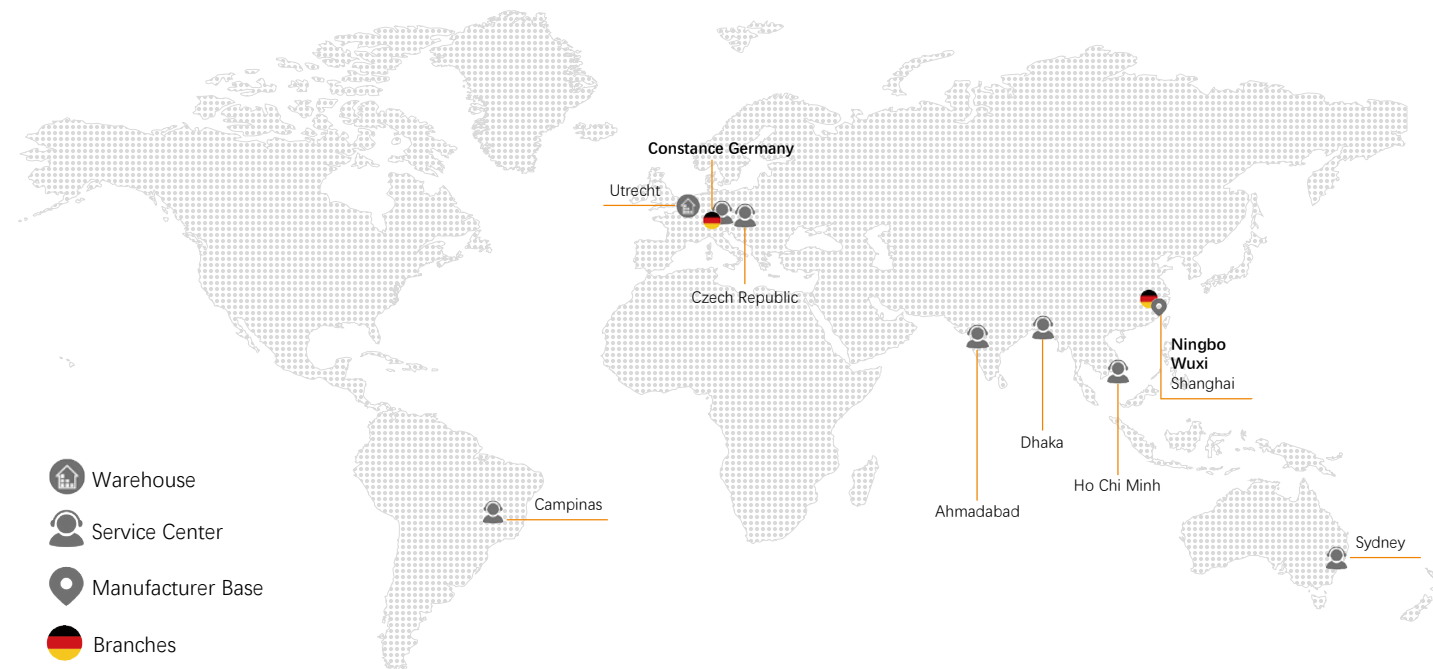 Constance Germany
Utrecht
Czech Republic
Ningbo
Wuxi
Shanghai
Dhaka
Ho Chi Minh
Ahmadabad
Campinas
Sydney
Warehouse
Service Center
Manufacturer Base
Branches